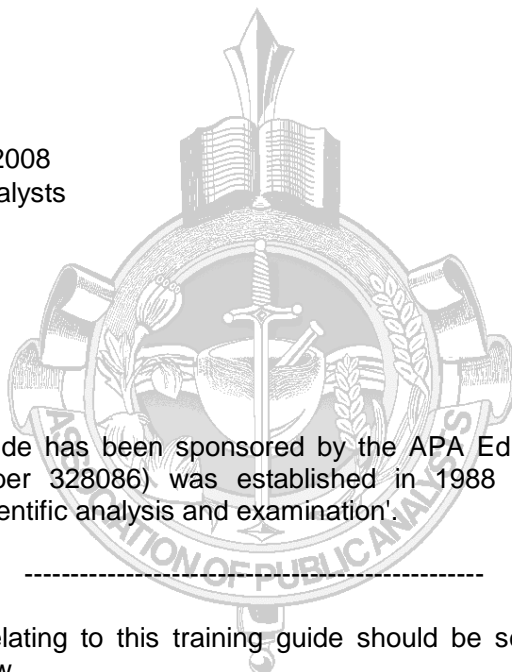 2008
alysts
de has been sponsored by the APA Ed
per 328086) was established in 1988
entific analysis and examination'.
--------------------------------------------------
elating to this training guide should be se
w
ASSOCIATION OF PUBLIC ANALYSTS